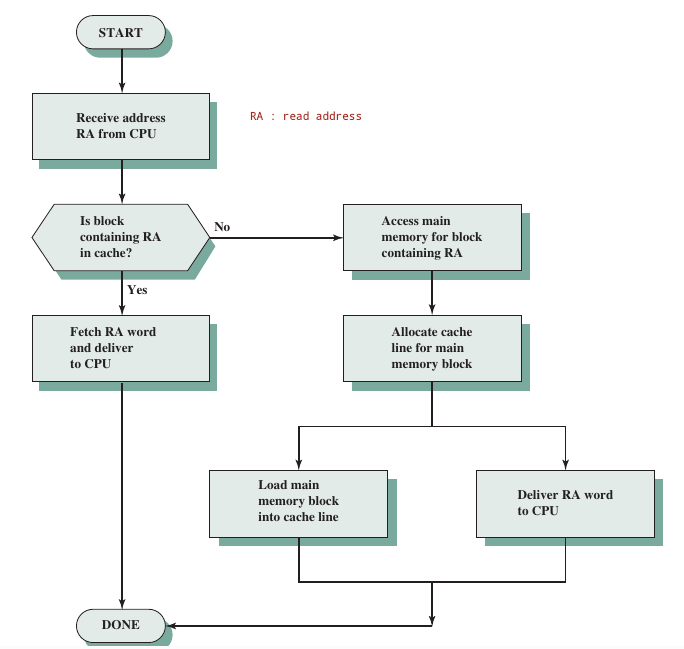 START
Receive address
RA from CPU
RA : read address
Is block
containing RA
in cache?
No
Yes
Access main
memory for block
containing RA
Fetch RA word
and deliver
to CPU
Allocate cache
line for main
memory block
Load main
memory block
into cache line
Deliver RA word
to CPU
DONE